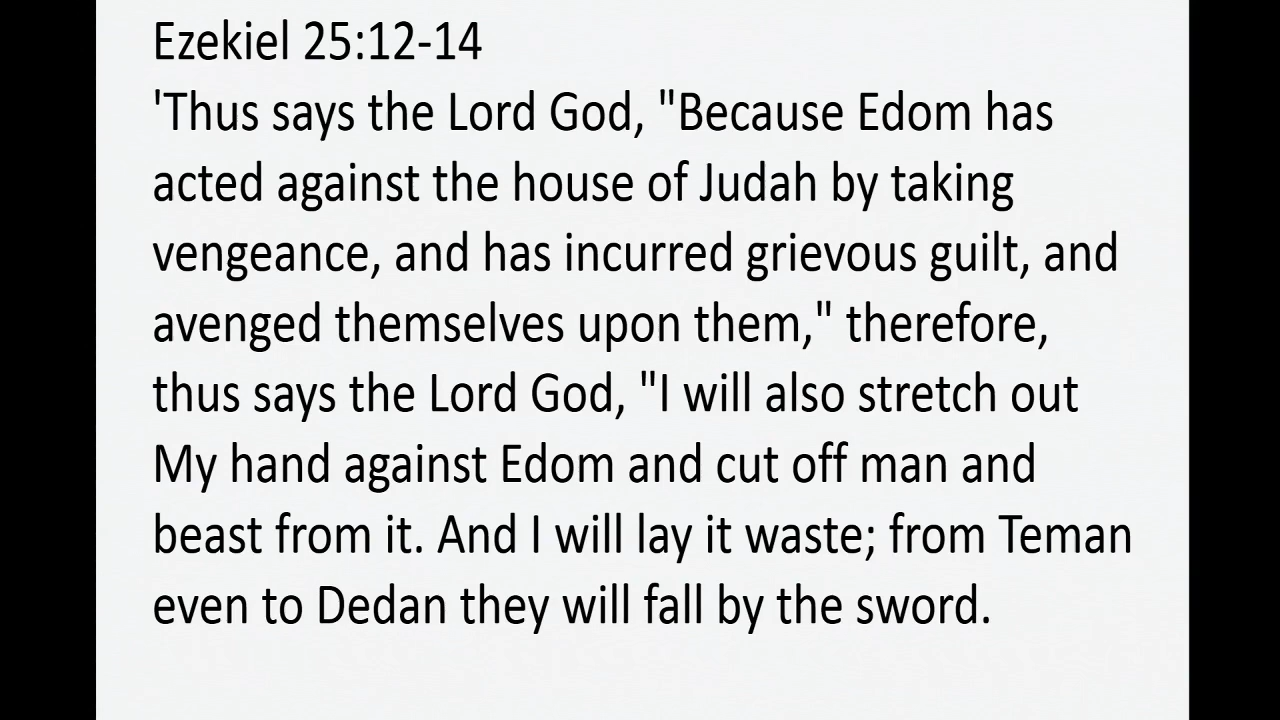 Ezekiel 25:12-14
'Thus says the Lord God, "Because Edom has
acted against the house of Judah by taking
vengeance, and has incurred grievous guilt, and
avenged themselves upon them," therefore,
thus says the Lord God, "I will also stretch out
My hand against Edom and cut off man and
beast from it. And I will lay it waste; from Teman
even to Dedan they will fall by the sword.